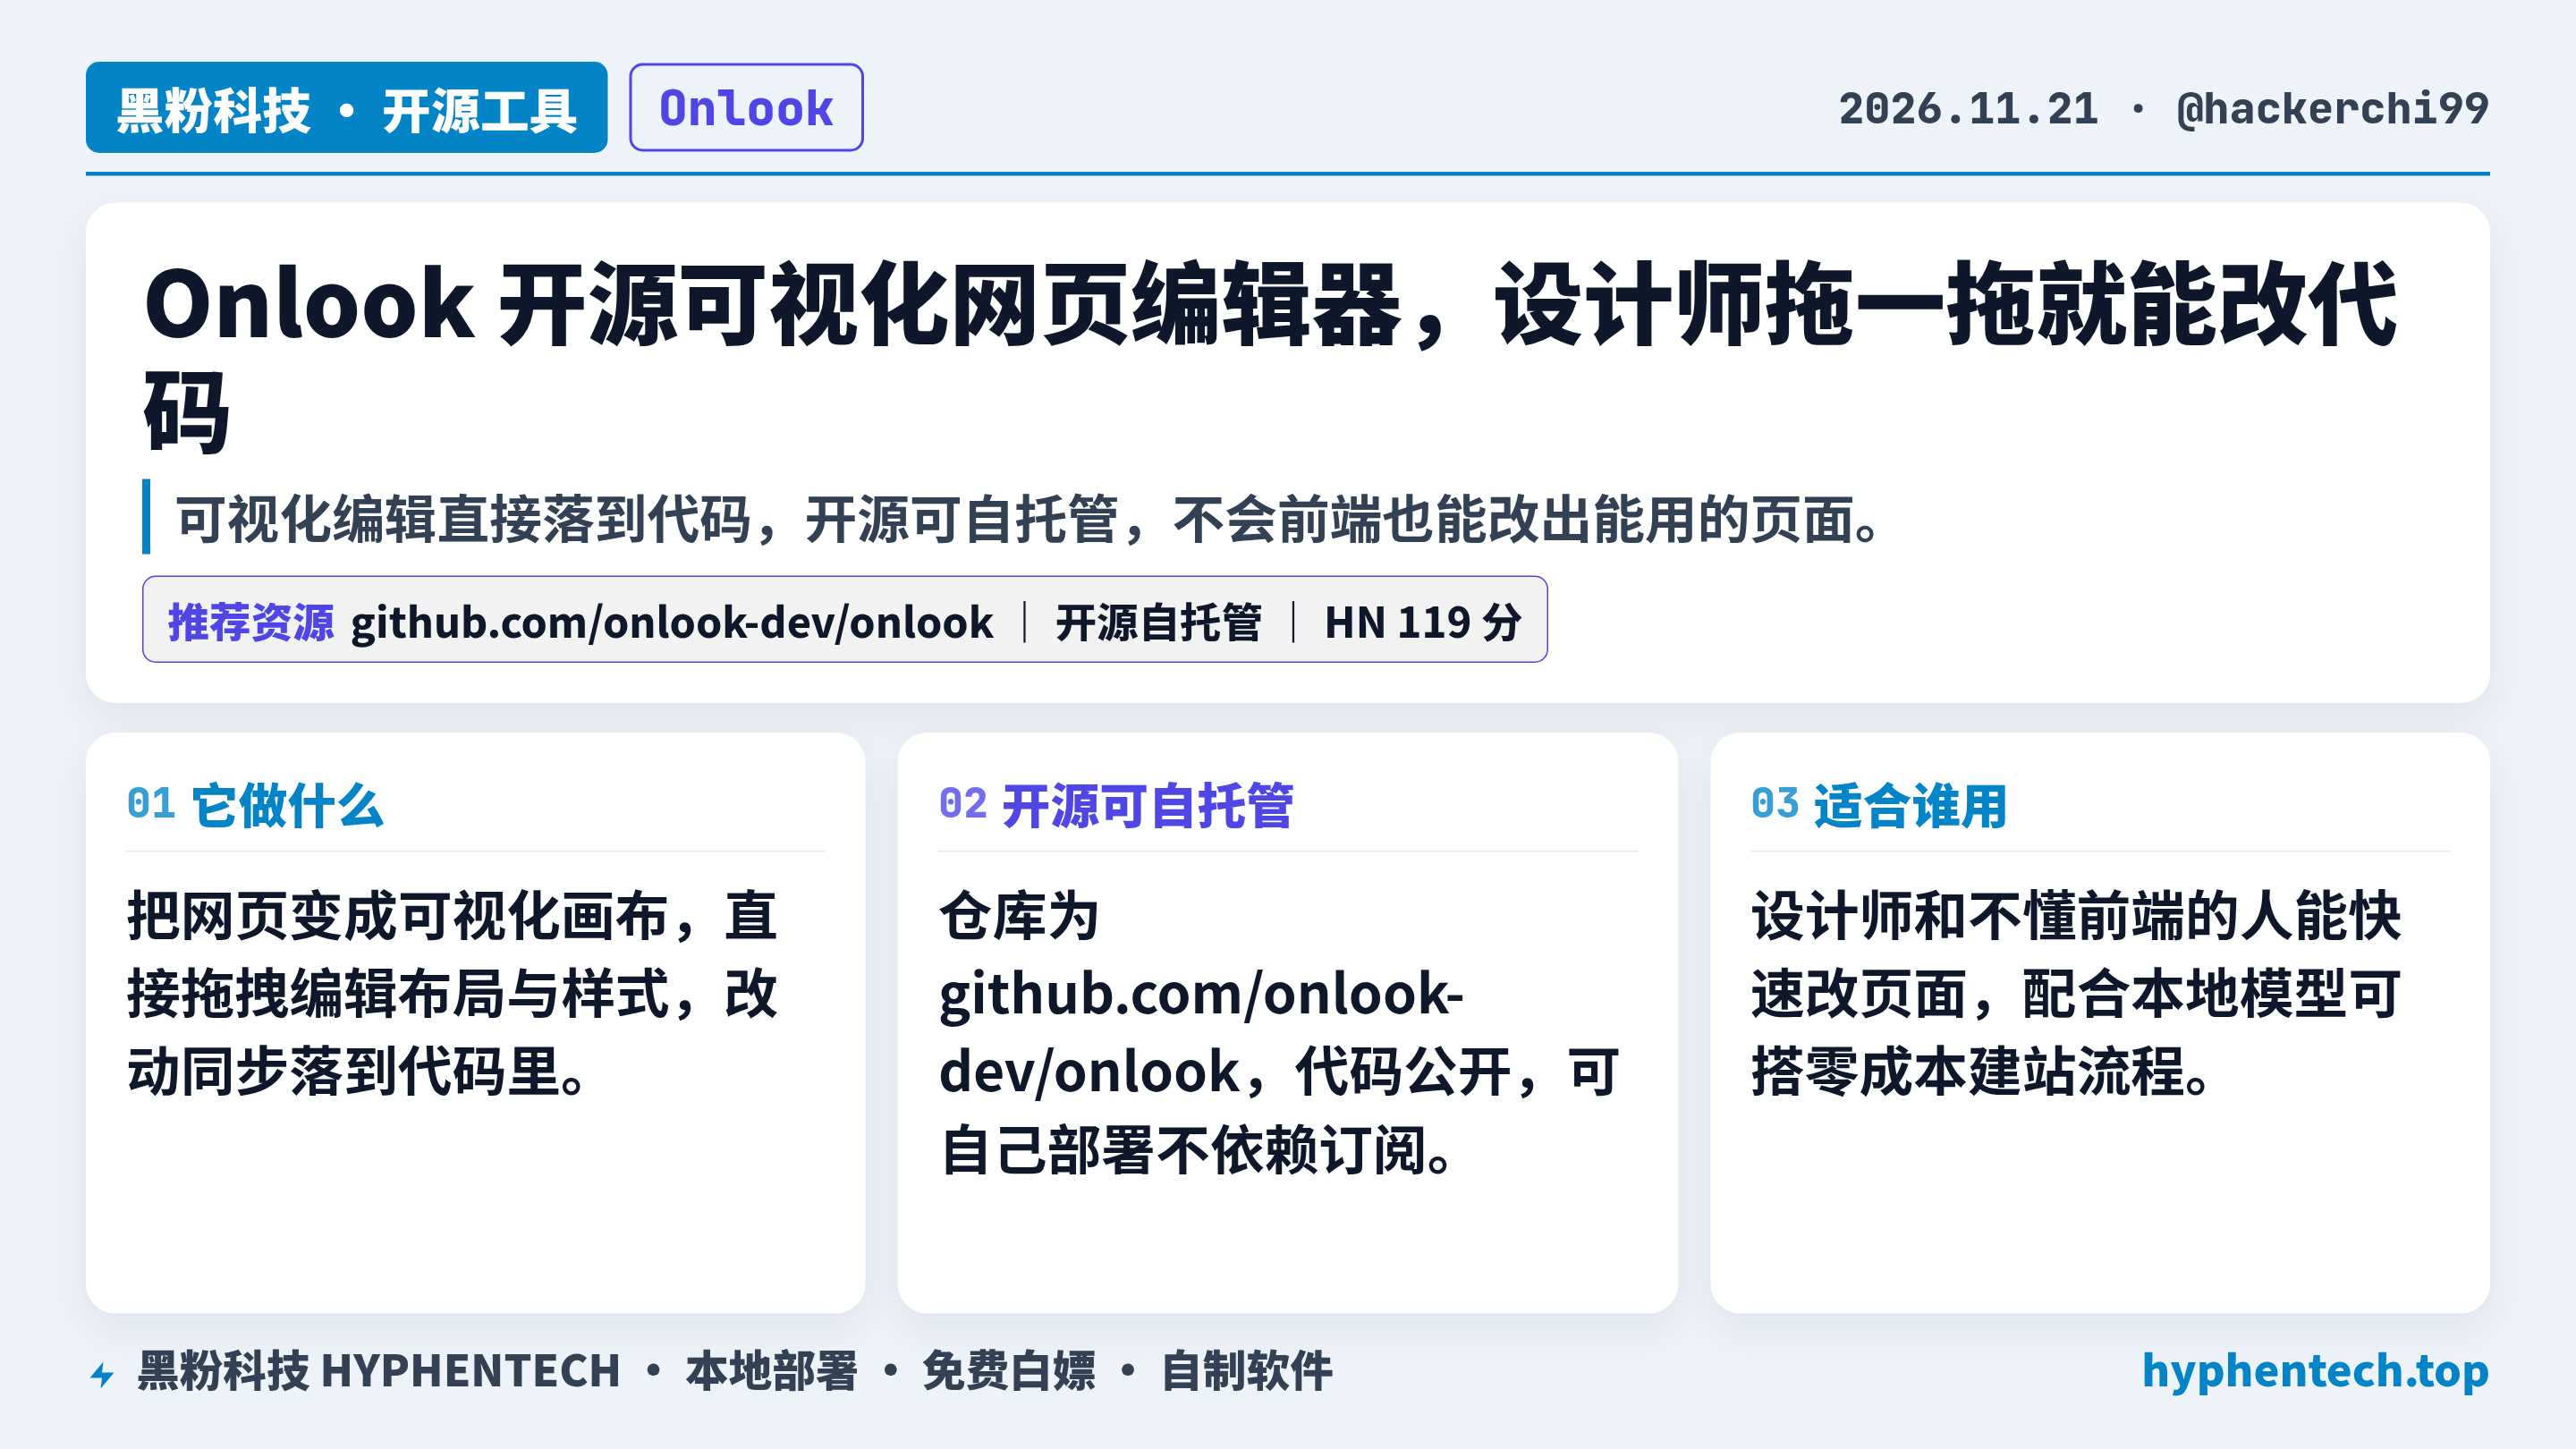 黑粉科技 · 开源工具
Onlook
2026.11.21 · @hackerchi99
Onlook 开源可视化网页编辑器，设计师拖一拖就能改代
码
可视化编辑直接落到代码，开源可自托管，不会前端也能改出能用的页面。
推荐资源 github.com/onlook-dev/onlook ｜ 开源自托管 ｜ HN 119 分
01 它做什么
把网页变成可视化画布，直
接拖拽编辑布局与样式，改
动同步落到代码里。
02 开源可自托管
仓库为
github.com/onlook-
dev/onlook，代码公开，可
自己部署不依赖订阅。
03 适合谁用
设计师和不懂前端的人能快
速改页面，配合本地模型可
搭零成本建站流程。
黑粉科技 HYPHENTECH · 本地部署 · 免费白嫖 · 自制软件
hyphentech.top